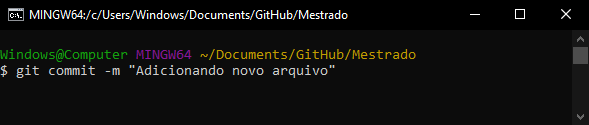 MINGW64:/c/Users/Windows/Documents/GitHub/Mestrado
Windows@Computer MINGW64 ~/Documents/GitHub/Mestrado
$ git commit -m "Adicionando novo arquivo"